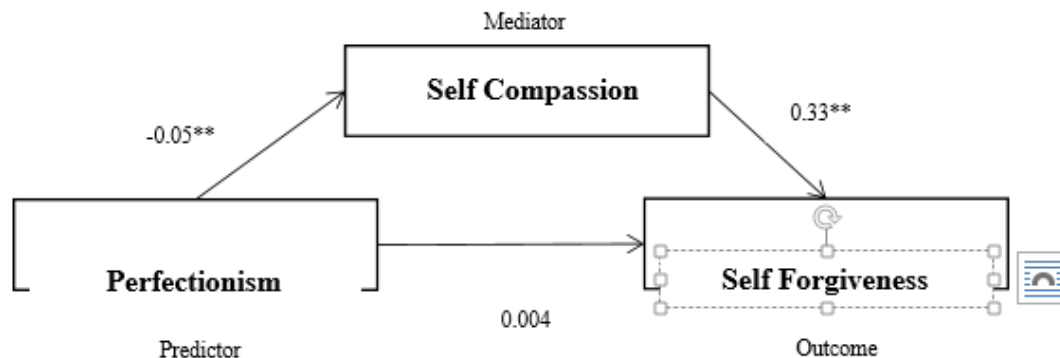 Mediator
Self Compassion
-0.05**
0.33**
Perfectionism
Self Forgiveness
0.004
Predictor
Outcome